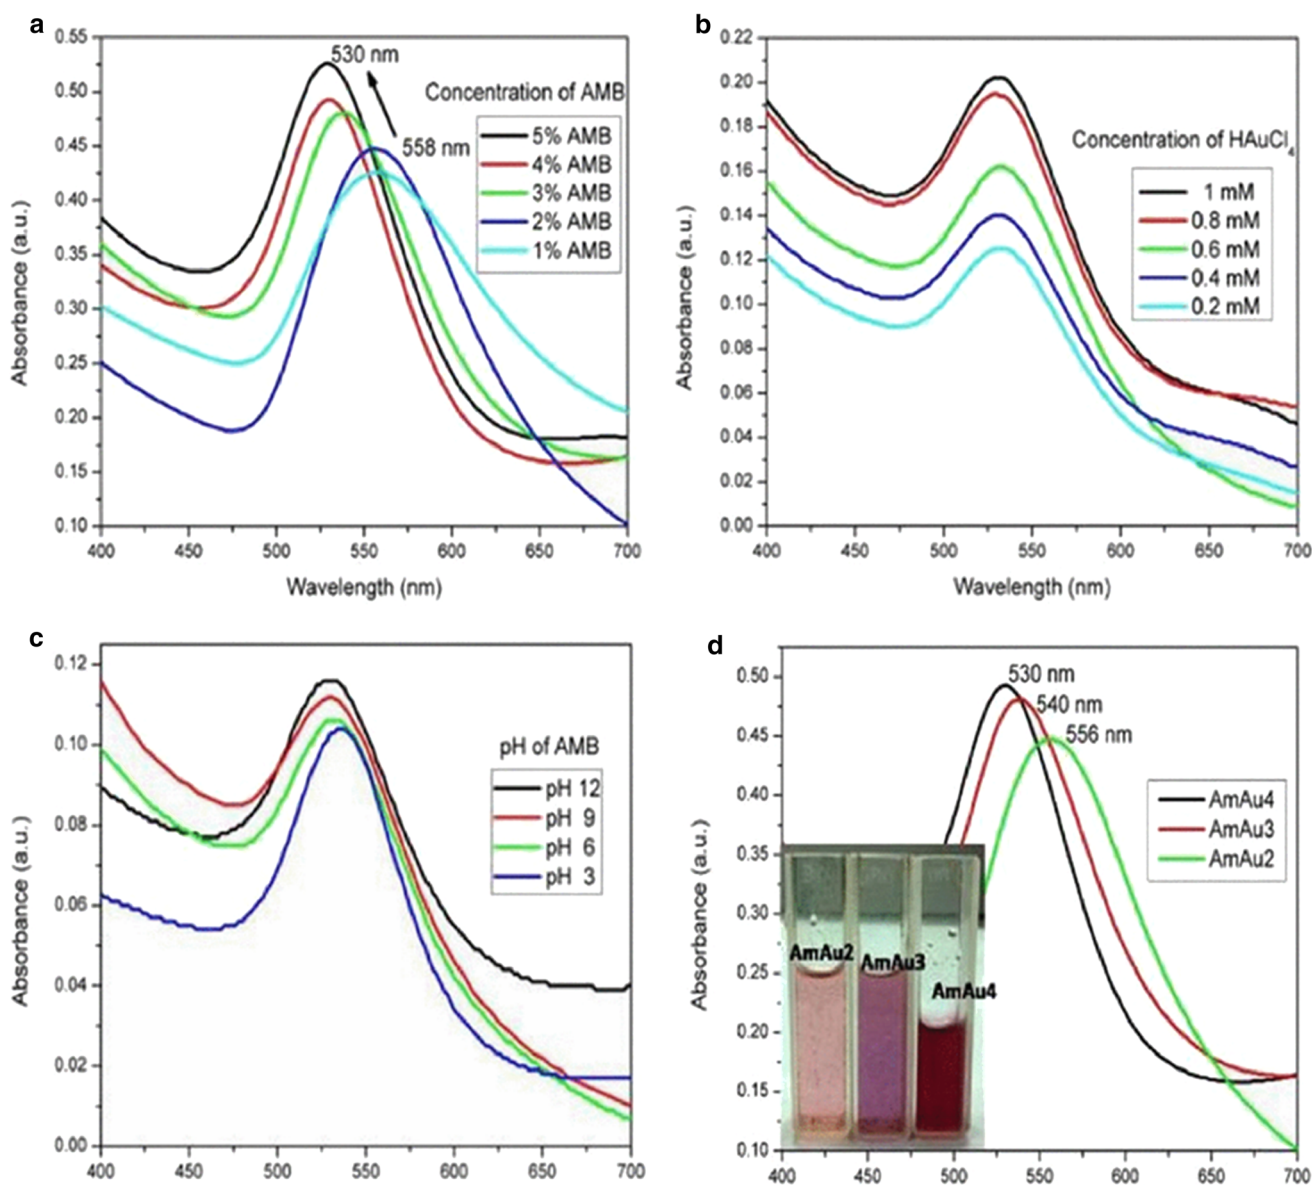 a
0.55
0.50
0.45
0.40
0.35
0.30
0.25
0.20
0.15
0.10
400 450 500 550 600 650 700
Absorbance (a.u.)
Wavelength (nm)
530 nm
558 nm
Concentration of AMB
5% AMB
4% AMB
3% AMB
2% AMB
1% AMB
b
0.22
0.20
0.18
0.16
0.14
0.12
0.10
0.08
0.06
0.04
0.02
0.00
400 450 500 550 600 650 700
Absorbance (a.u.)
Wavelength (nm)
Concentration of HAuCl4
1 mM
0.8 mM
0.6 mM
0.4 mM
0.2 mM
c
0.12
0.10
0.08
0.06
0.04
0.02
0.00
400 450 500 550 600 650 700
Absorbance (a.u.)
pH of AMB
pH 12
pH 9
pH 6
pH 3
d
0.50
0.45
0.40
0.35
0.30
0.25
0.20
0.15
0.10
400 450 500 550 600 650 700
Absorbance (a.u.)
530 nm
540 nm
556 nm
AmAu4
AmAu3
AmAu2
AmAu2
AmAu3
AmAu4